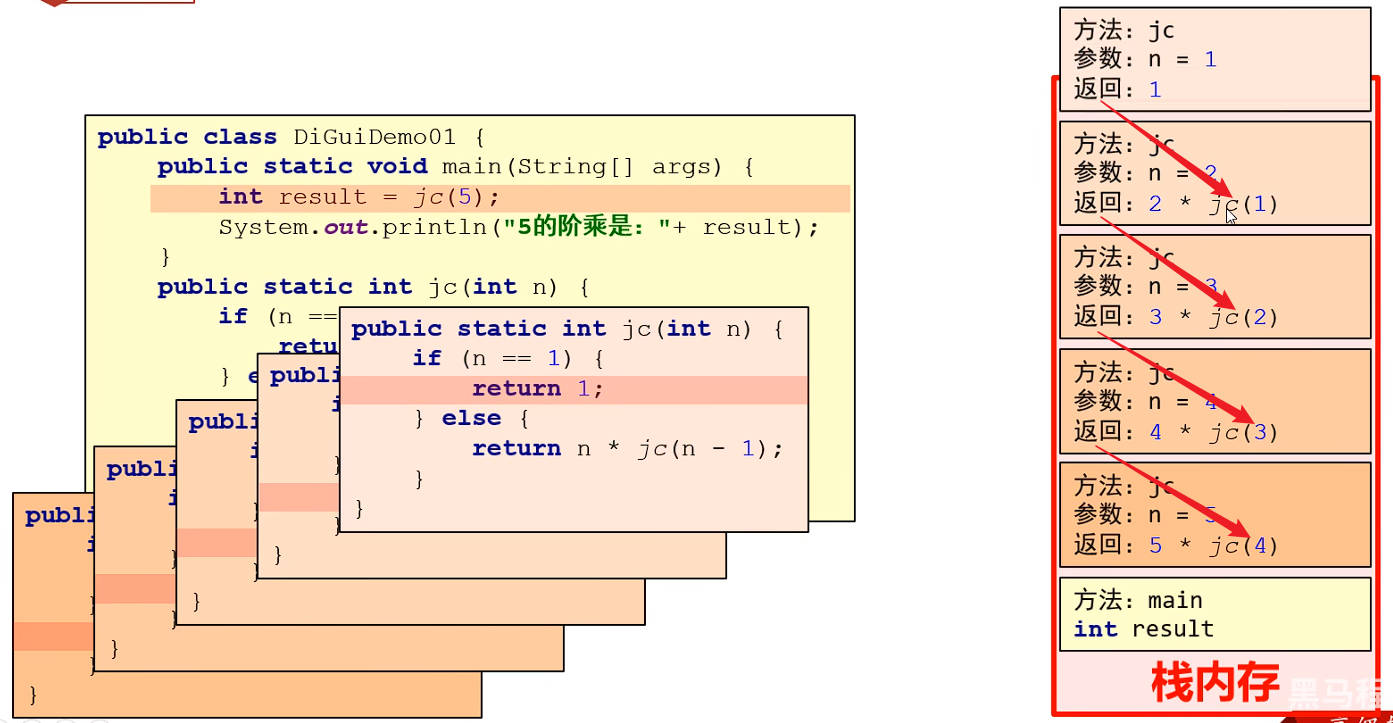 public class DiGuiDemo01 {
public static void main(String[] args) {
int result = jc(5);
System.out.println("5的阶乘是："+ result);
}
public static int jc(int n) {
if (n ==
retu
} e
public static int jc(int n) {
if (n == 1) {
return 1;
} else {
return n * jc(n - 1);
}
}
publi
i
}
}
publi
i
}
}
publi
i
}
}
publi
i
}
}
方法：jc
参数：n = 1
返回：1
方法：jc
参数：n = 2
返回：2 * jc(1)
方法：jc
参数：n = 3
返回：3 * jc(2)
方法：jc
参数：n = 4
返回：4 * jc(3)
方法：jc
参数：n = 5
返回：5 * jc(4)
方法：main
int result
栈内存
黑马程